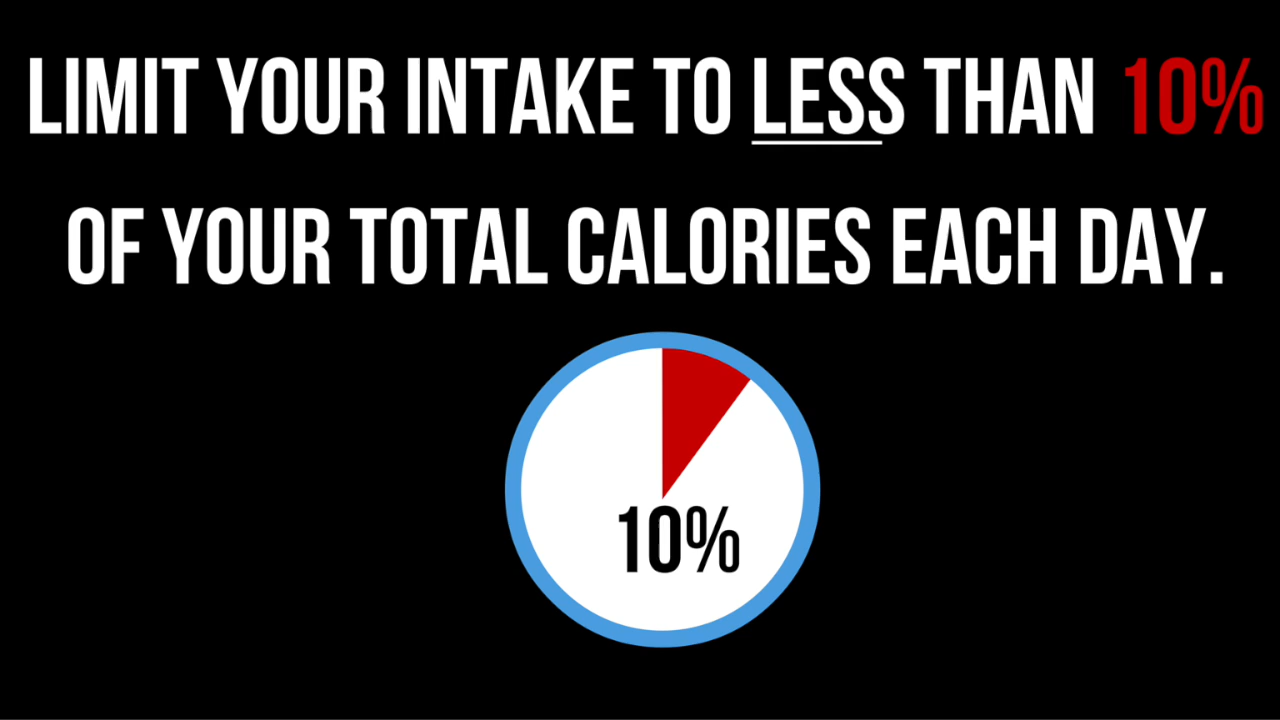 LIMIT YOUR INTAKE TO LESS THAN 10%
OF YOUR TOTAL CALORIES EACH DAY.
10%